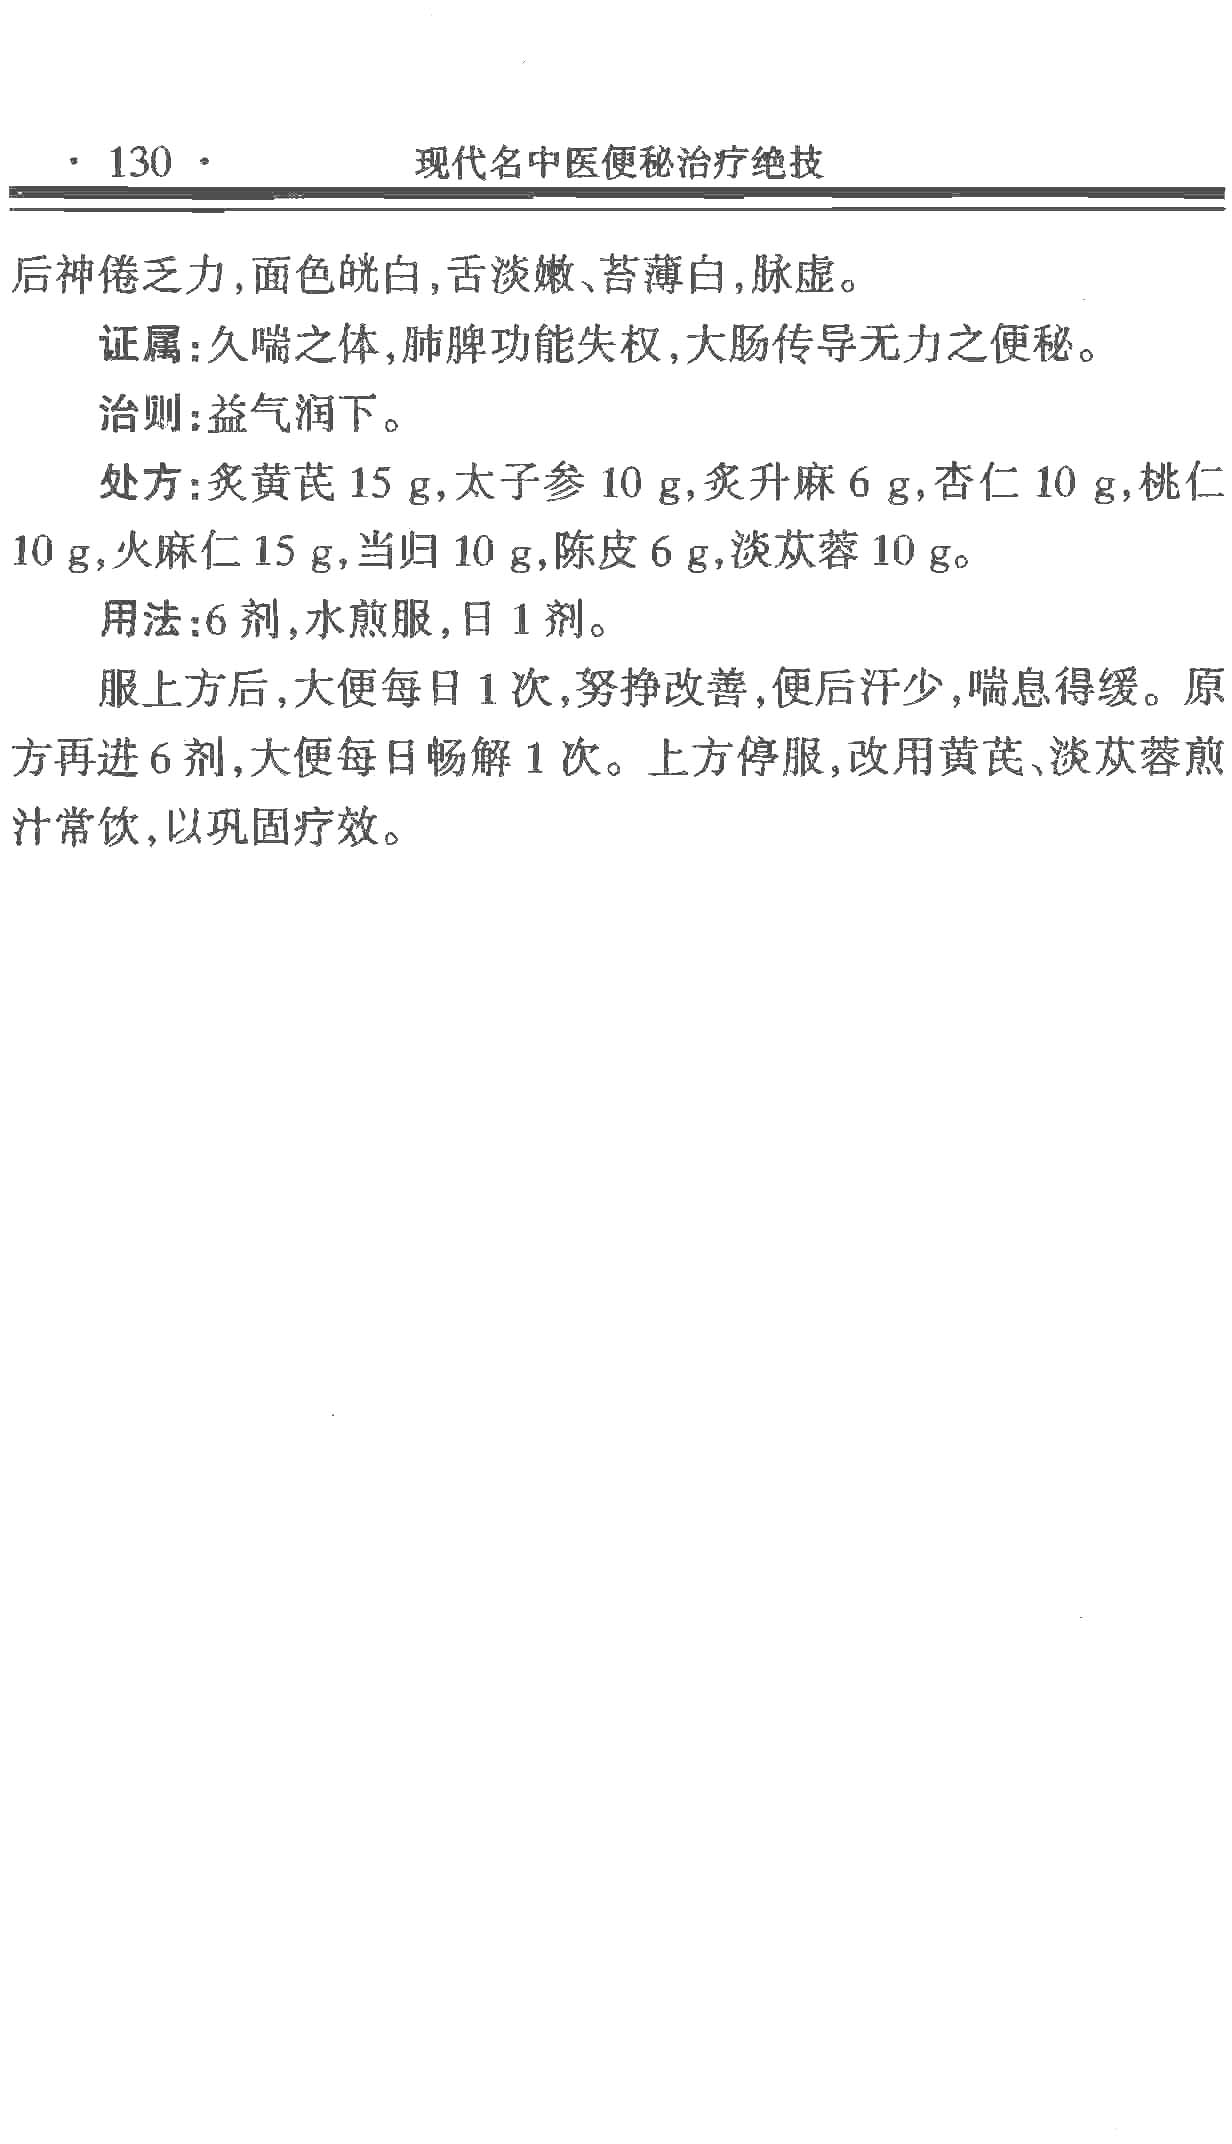 · 130 · 现代名中医便秘治疗绝技
后神倦乏力,面色㿠白,舌淡嫩、苔薄白,脉虚。
证属:久喘之体,肺脾功能失权,大肠传导无力之便秘。
治则:益气润下。
处方:炙黄芪 15 g,太子参 10 g,炙升麻 6 g,杏仁 10 g,桃仁
10 g,火麻仁 15 g,当归 10 g,陈皮 6 g,淡苁蓉 10 g。
用法:6 剂,水煎服,日 1 剂。
服上方后,大便每日 1 次,努挣改善,便后汗少,喘息得缓。原
方再进 6 剂,大便每日畅解 1 次。上方停服,改用黄芪、淡苁蓉煎
汁常饮,以巩固疗效。